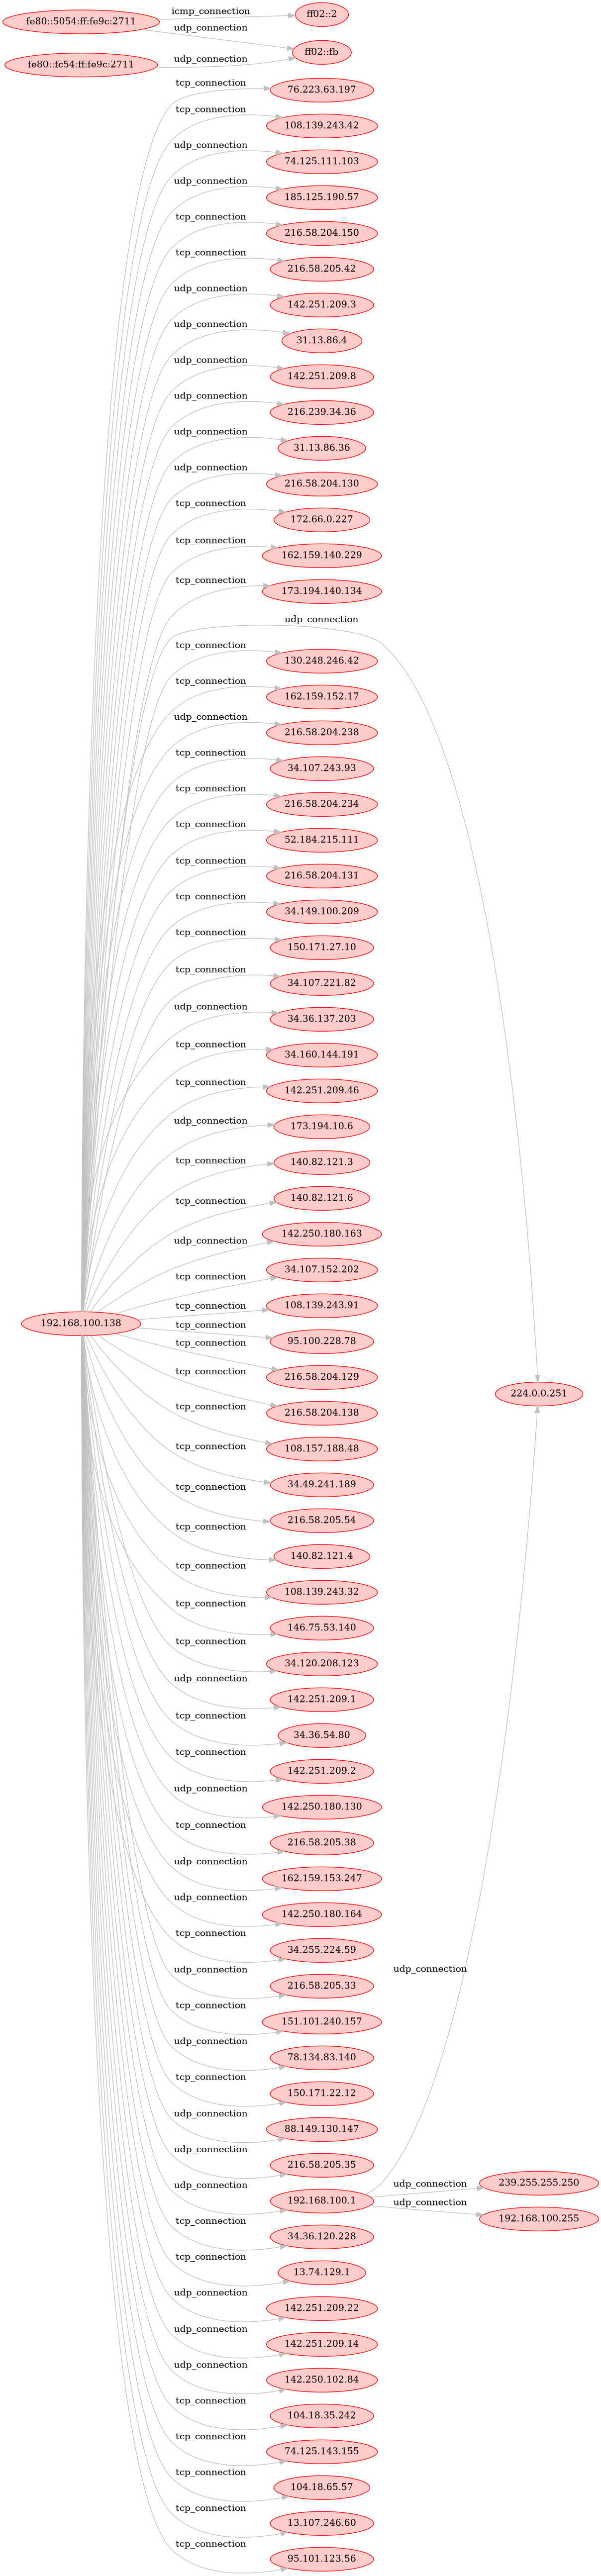 fe80::5054:ff:fe9c:2711
icmp_connection
ff02::2
udp_connection
ff02::fb
fe80::fc54:ff:fe9c:2711
udp_connection
tcp_connection
76.223.63.197
tcp_connection
108.139.243.42
udp_connection
74.125.111.103
udp_connection
185.125.190.57
tcp_connection
216.58.204.150
tcp_connection
216.58.205.42
udp_connection
142.251.209.3
udp_connection
31.13.86.4
udp_connection
142.251.209.8
udp_connection
216.239.34.36
udp_connection
31.13.86.36
udp_connection
216.58.204.130
tcp_connection
172.66.0.227
tcp_connection
162.159.140.229
tcp_connection
173.194.140.134
udp_connection
tcp_connection
130.248.246.42
tcp_connection
162.159.152.17
udp_connection
216.58.204.238
tcp_connection
34.107.243.93
tcp_connection
216.58.204.234
tcp_connection
52.184.215.111
tcp_connection
216.58.204.131
tcp_connection
34.149.100.209
tcp_connection
150.171.27.10
tcp_connection
34.107.221.82
udp_connection
34.36.137.203
tcp_connection
34.160.144.191
tcp_connection
142.251.209.46
udp_connection
173.194.10.6
tcp_connection
140.82.121.3
tcp_connection
140.82.121.6
udp_connection
142.250.180.163
tcp_connection
34.107.152.202
192.168.100.138
tcp_connection
108.139.243.91
tcp_connection
95.100.228.78
tcp_connection
216.58.204.129
tcp_connection
216.58.204.138
224.0.0.251
tcp_connection
108.157.188.48
tcp_connection
34.49.241.189
tcp_connection
216.58.205.54
tcp_connection
140.82.121.4
tcp_connection
108.139.243.32
tcp_connection
146.75.53.140
tcp_connection
34.120.208.123
udp_connection
142.251.209.1
tcp_connection
34.36.54.80
tcp_connection
142.251.209.2
udp_connection
142.250.180.130
tcp_connection
216.58.205.38
udp_connection
162.159.153.247
udp_connection
142.250.180.164
tcp_connection
34.255.224.59
udp_connection
udp_connection
216.58.205.33
tcp_connection
151.101.240.157
udp_connection
78.134.83.140
tcp_connection
150.171.22.12
udp_connection
88.149.130.147
udp_connection
216.58.205.35
udp_connection
192.168.100.1
udp_connection
239.255.255.250
udp_connection
192.168.100.255
tcp_connection
34.36.120.228
tcp_connection
13.74.129.1
udp_connection
142.251.209.22
udp_connection
142.251.209.14
udp_connection
142.250.102.84
tcp_connection
104.18.35.242
tcp_connection
74.125.143.155
tcp_connection
104.18.65.57
tcp_connection
13.107.246.60
tcp_connection
95.101.123.56